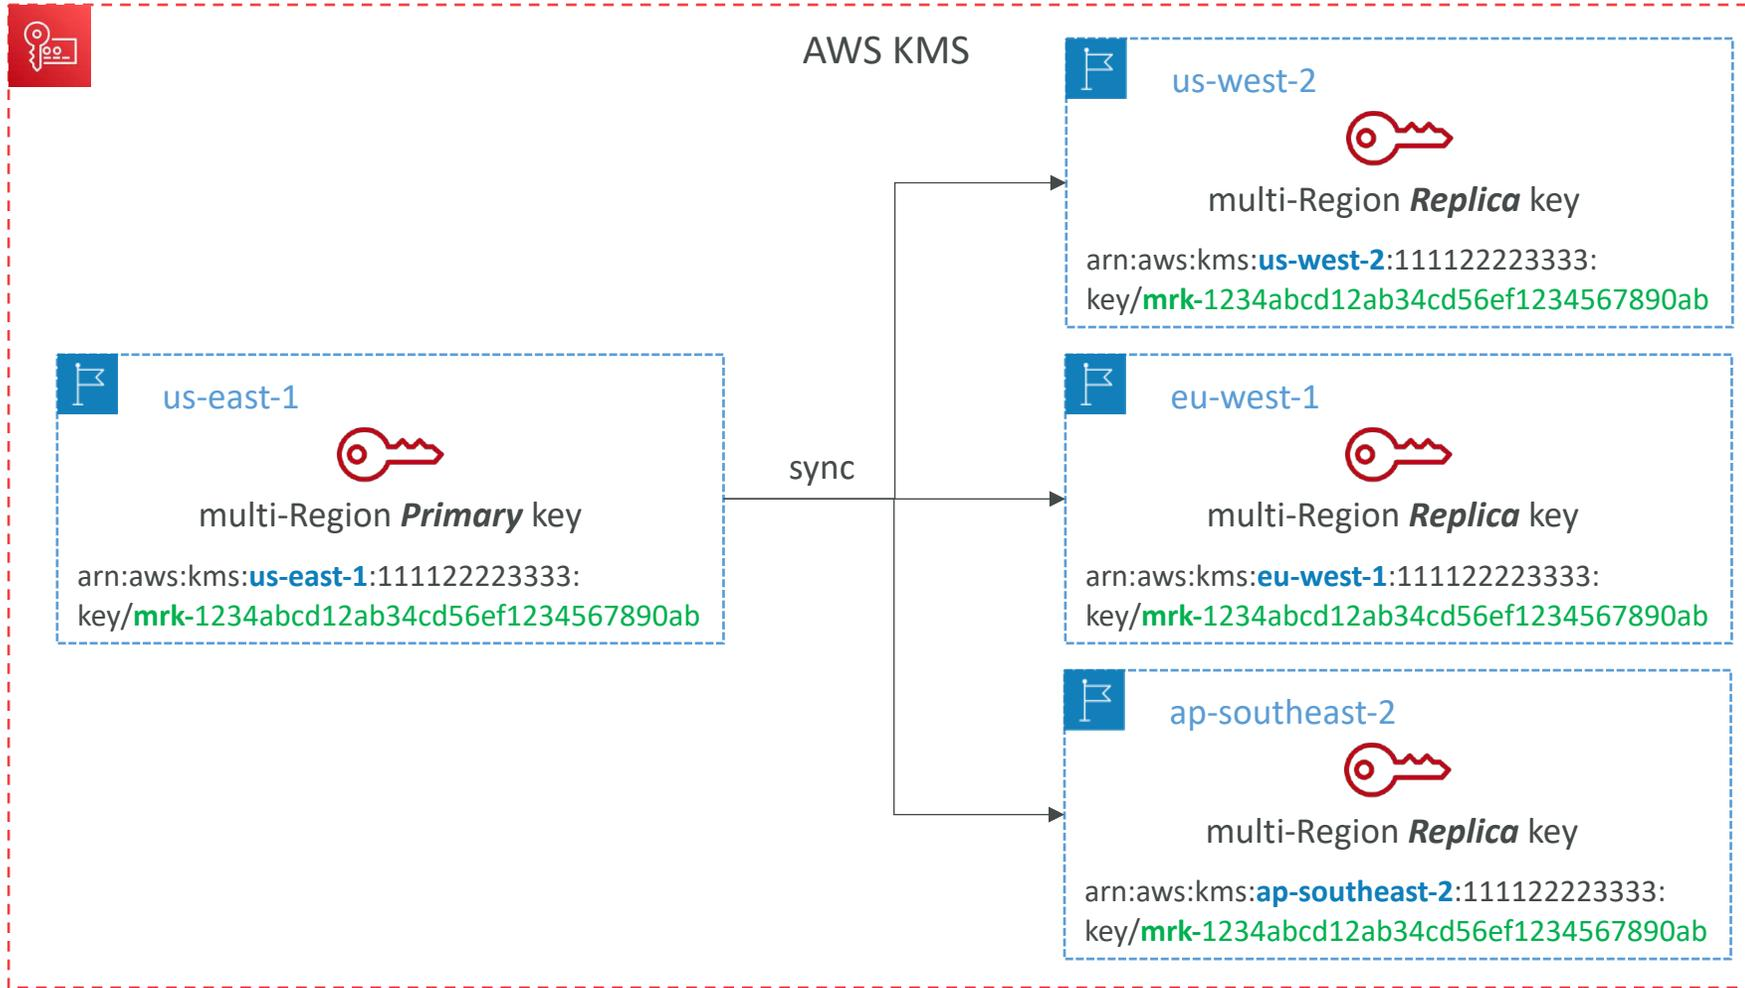 AWS KMS
us-east-1
multi-Region Primary key
arn:aws:kms:us-east-1:111122223333:
key/mrk-1234abcd12ab34cd56ef1234567890ab
sync
us-west-2
multi-Region Replica key
arn:aws:kms:us-west-2:111122223333:
key/mrk-1234abcd12ab34cd56ef1234567890ab
eu-west-1
multi-Region Replica key
arn:aws:kms:eu-west-1:111122223333:
key/mrk-1234abcd12ab34cd56ef1234567890ab
ap-southeast-2
multi-Region Replica key
arn:aws:kms:ap-southeast-2:111122223333:
key/mrk-1234abcd12ab34cd56ef1234567890ab